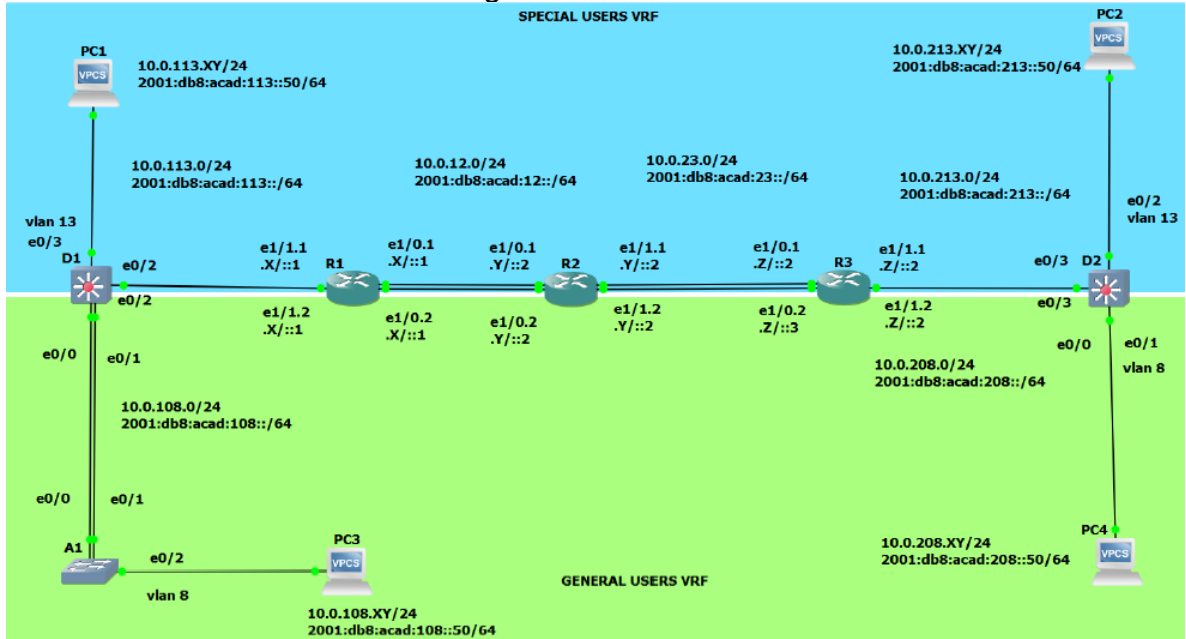 SPECIAL USERS VRF
PC1
VPCS
10.0.113.XY/24
2001:db8:acad:113::50/64
PC2
VPCS
10.0.213.XY/24
2001:db8:acad:213::50/64
10.0.113.0/24
2001:db8:acad:113::/64
10.0.12.0/24
2001:db8:acad:12::/64
10.0.23.0/24
2001:db8:acad:23::/64
10.0.213.0/24
2001:db8:acad:213::/64
vlan 13
e0/3
D1
e0/2
e0/2
e1/1.1
.X/::1
R1
e1/0.1
.X/::1
e1/0.1
.Y/::2
R2
e1/1.1
.Y/::2
e1/0.1
.Z/::2
R3
e1/1.1
.Z/::2
e0/3
D2
e0/2
vlan 13
e1/1.2
.X/::1
e1/0.2
.X/::1
e1/0.2
.Y/::2
e1/1.2
.Y/::2
e1/0.2
.Z/::3
e1/1.2
.Z/::2
e0/3
e0/0
e0/1
vlan 8
e0/0
e0/1
10.0.108.0/24
2001:db8:acad:108::/64
10.0.208.0/24
2001:db8:acad:208::/64
e0/0
e0/1
A1
e0/2
vlan 8
PC3
VPCS
10.0.108.XY/24
2001:db8:acad:108::50/64
GENERAL USERS VRF
10.0.208.XY/24
2001:db8:acad:208::50/64
PC4
VPCS